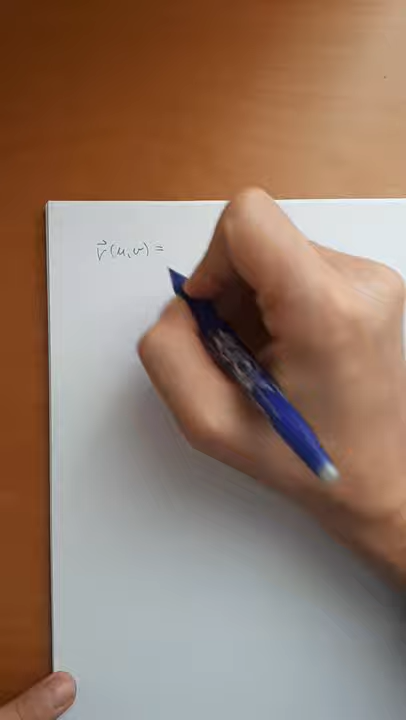 r⃗(u,v) =